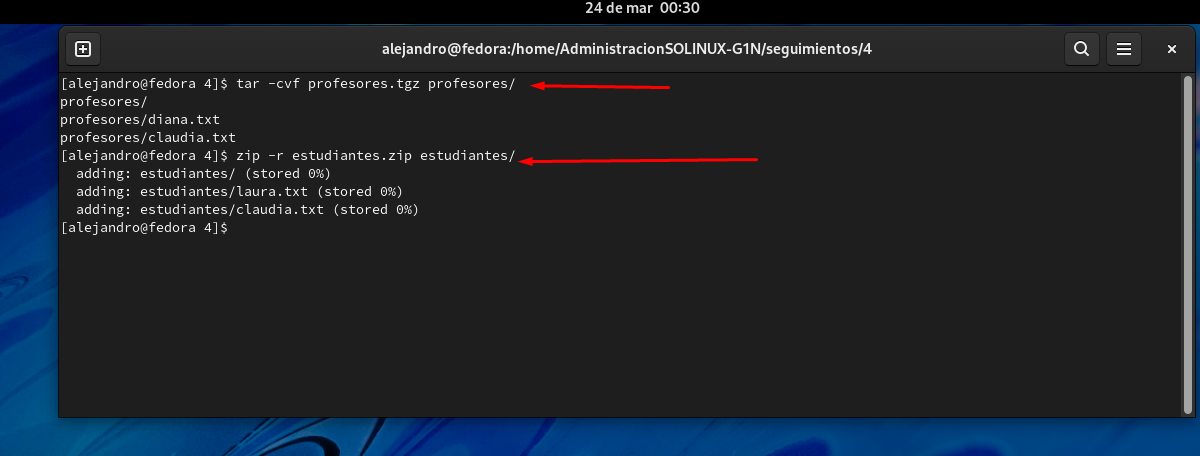 24 de mar 00:30
alejandro@fedora:/home/AdministracionSOLINUX-G1N/seguimientos/4
[alejandro@fedora 4]$ tar -cvf profesores.tgz profesores/
profesores/
profesores/diana.txt
profesores/claudia.txt
[alejandro@fedora 4]$ zip -r estudiantes.zip estudiantes/
  adding: estudiantes/ (stored 0%)
  adding: estudiantes/laura.txt (stored 0%)
  adding: estudiantes/claudia.txt (stored 0%)
[alejandro@fedora 4]$